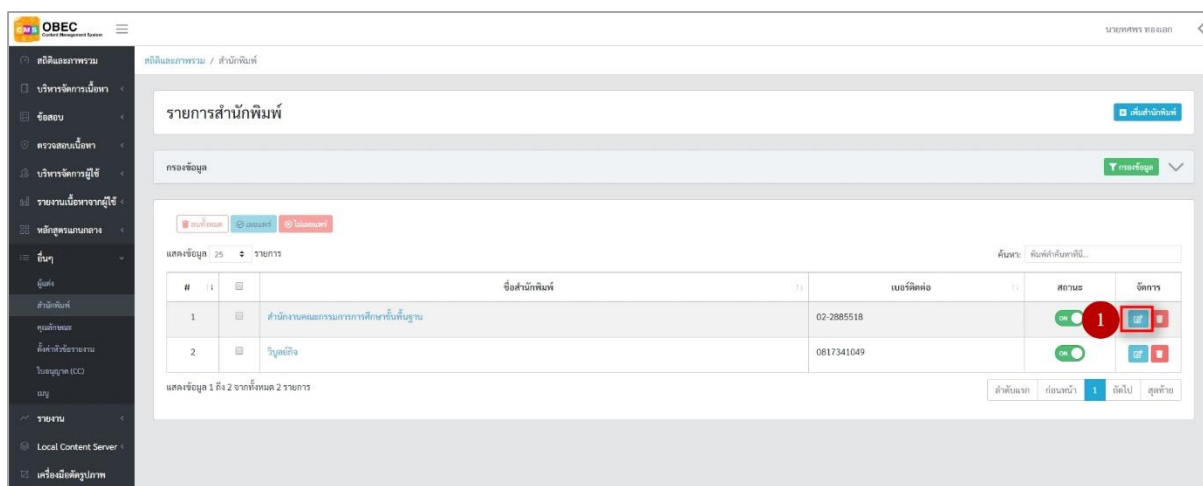 CMS OBEC
Content Management System
นายทศพร ทองเอก
สถิติและภาพรวม
บริหารจัดการเนื้อหา
ข้อสอบ
ตรวจสอบเนื้อหา
บริหารจัดการผู้ใช้
รายงานเนื้อหาจากผู้ใช้
หลักสูตรแกนกลาง
อื่นๆ
ผู้แต่ง
สำนักพิมพ์
คุณลักษณะ
ตั้งค่าหัวข้อรายงาน
ใบอนุญาต (CC)
เมนู
รายงาน
Local Content Server
เครื่องมือตัดรูปภาพ
สถิติและภาพรวม / สำนักพิมพ์
รายการสำนักพิมพ์
เพิ่มสำนักพิมพ์
กรองข้อมูล
กรองข้อมูล
ลบทั้งหมด เผยแพร่ ไม่เผยแพร่
แสดงข้อมูล 25 รายการ
ค้นหา: พิมพ์คำค้นหาที่นี่...
# ชื่อสำนักพิมพ์ เบอร์ติดต่อ สถานะ จัดการ
1 สำนักงานคณะกรรมการการศึกษาขั้นพื้นฐาน 02-2885518 ON 1
2 วิบูลย์กิจ 0817341049 ON
แสดงข้อมูล 1 ถึง 2 จากทั้งหมด 2 รายการ
ลำดับแรก ก่อนหน้า 1 ถัดไป สุดท้าย